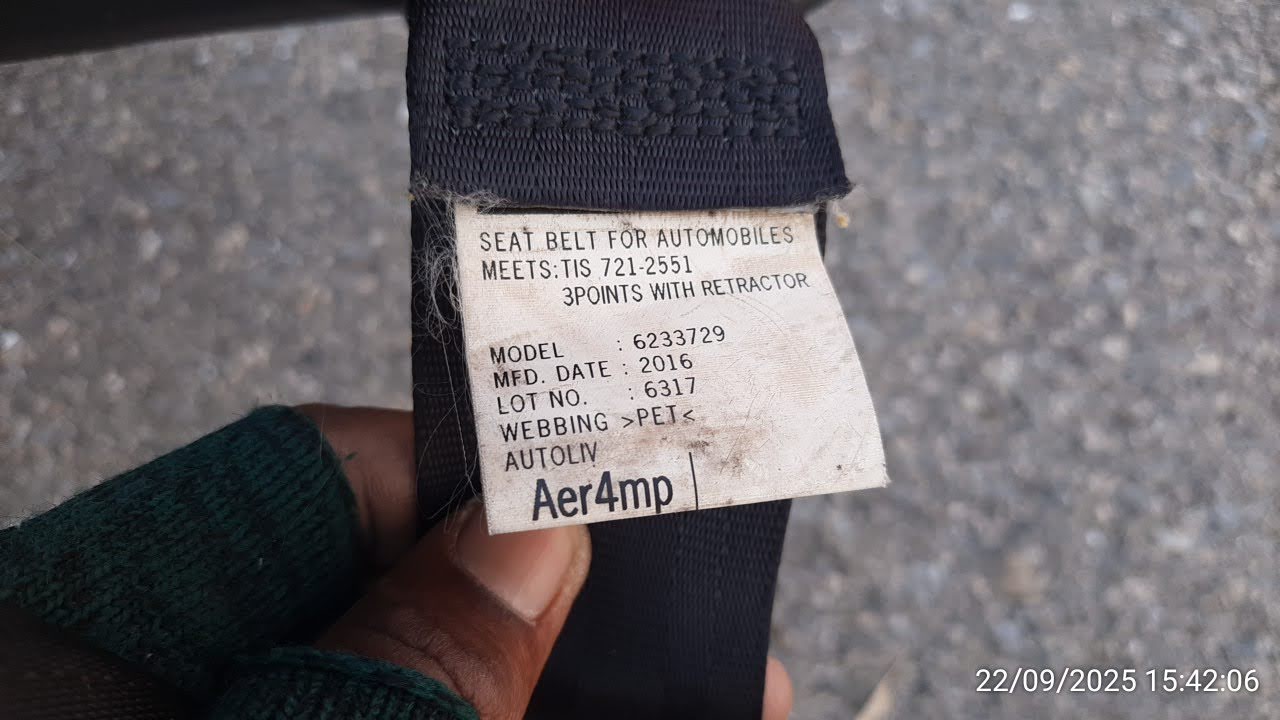 SEAT BELT FOR AUTOMOBILES
MEETS:TIS 721-2551
3POINTS WITH RETRACTOR
MODEL : 6233729
MFD. DATE : 2016
LOT NO. : 6317
WEBBING >PET<
AUTOLIV
Aer4mp
22/09/2025 15:42:06